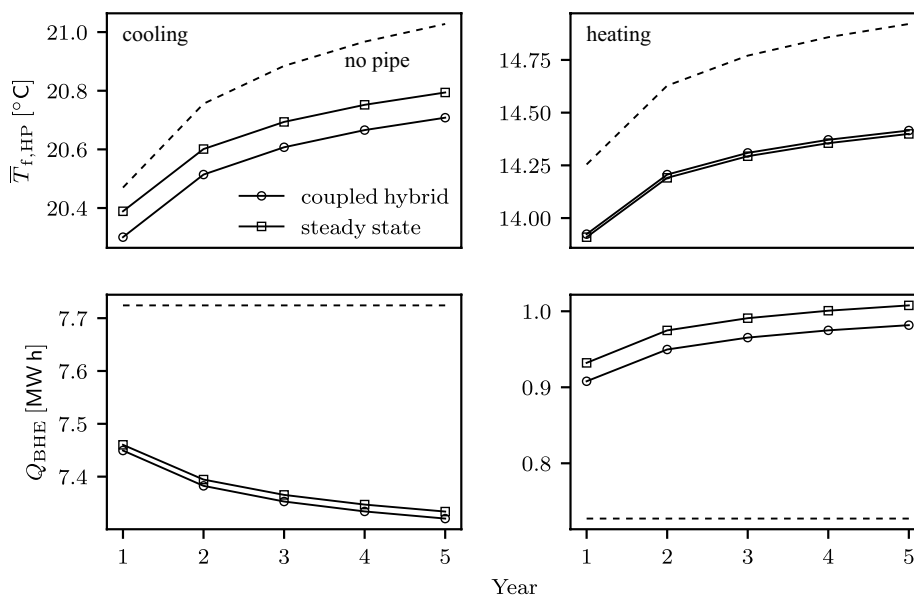 21.0
20.8
20.6
20.4
T̅f,HP [°C]
cooling
no pipe
coupled hybrid
steady state
14.75
14.50
14.25
14.00
heating
7.7
7.6
7.5
7.4
QBHE [MW h]
1 2 3 4 5
1.0
0.9
0.8
1 2 3 4 5
Year